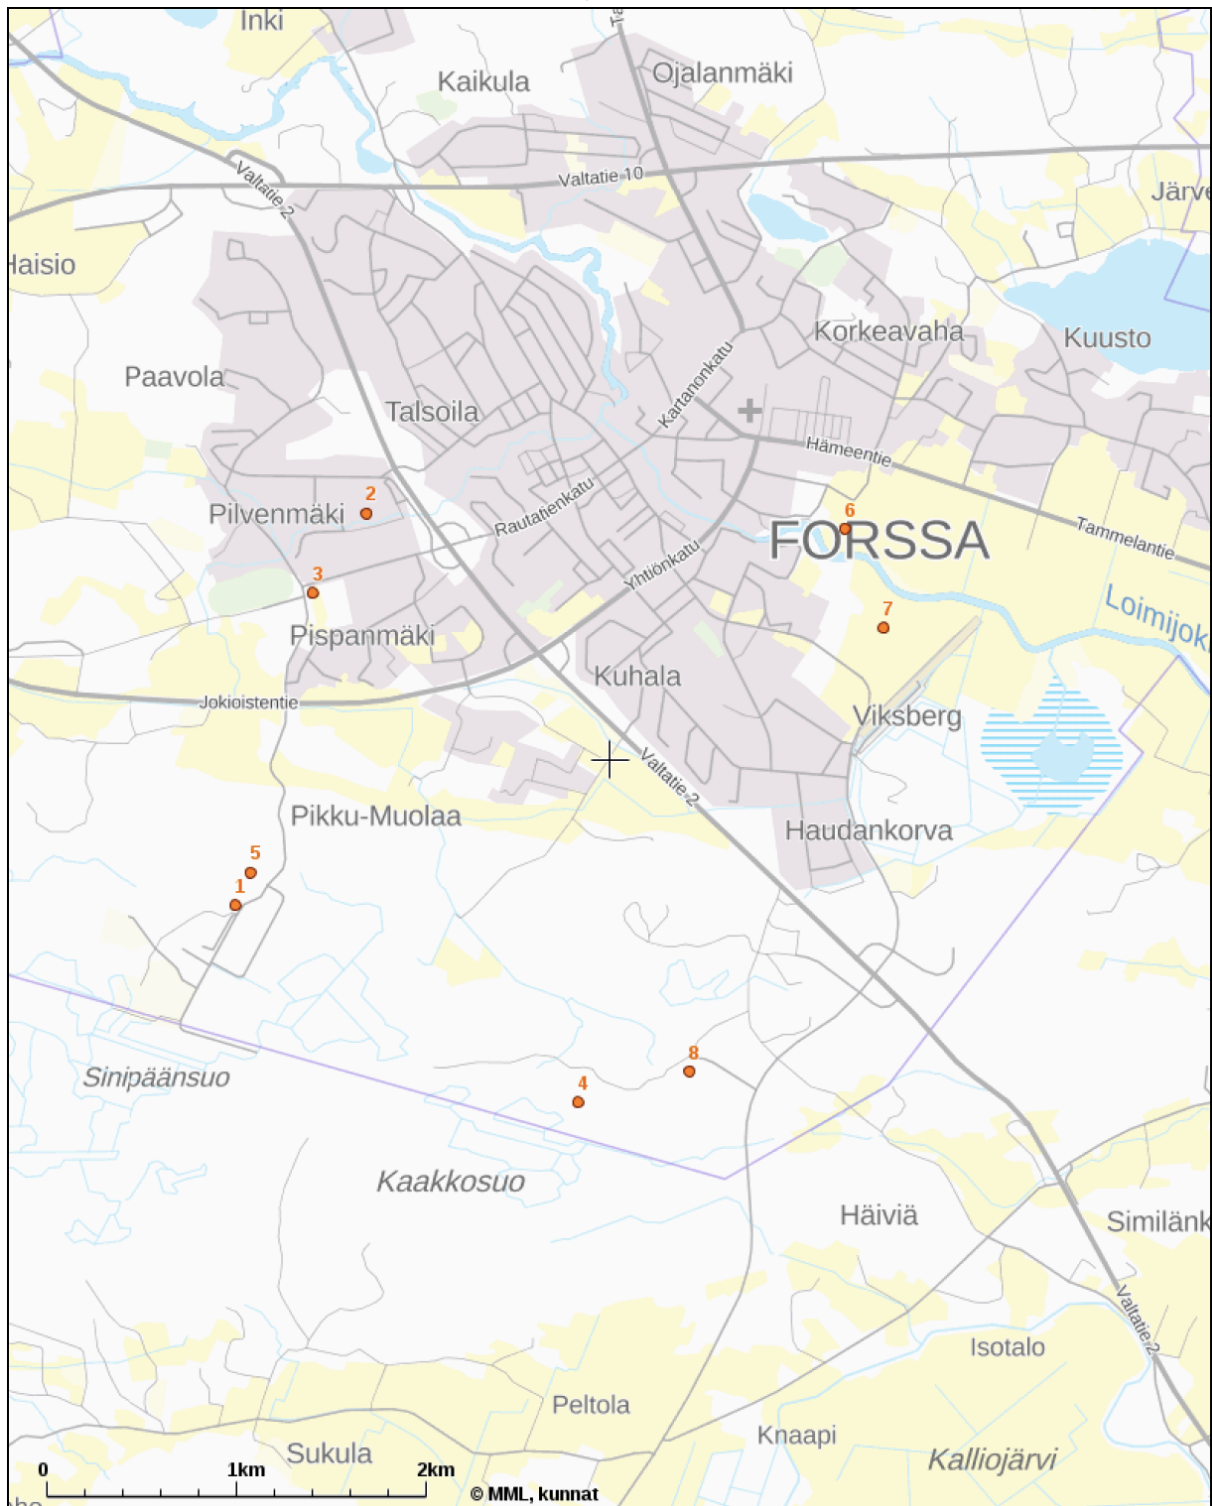 Inki
Kaikula
Ojalanmäki
Valtatie 10
Valtatie 2
Järve
Haisio
Korkeavaha
Kuusto
Kartanonkatu
Paavola
Talsoila
Hämeentie
2
Pilvenmäki
Rautatienkatu
6
FORSSA
Tammelantie
Yhtiönkatu
3
7
Loimijoki
Pispanmäki
Kuhala
Jokioistentie
Viksberg
Valtatie 2
Pikku-Muolaa
Haudankorva
5
1
8
Sinipäänsuo
4
Kaakkosuo
Häiviä
Similänk
Valtatie 2
Isotalo
Peltola
Knaapi
Sukula
Kalliojärvi
0 1km 2km
© MML, kunnat